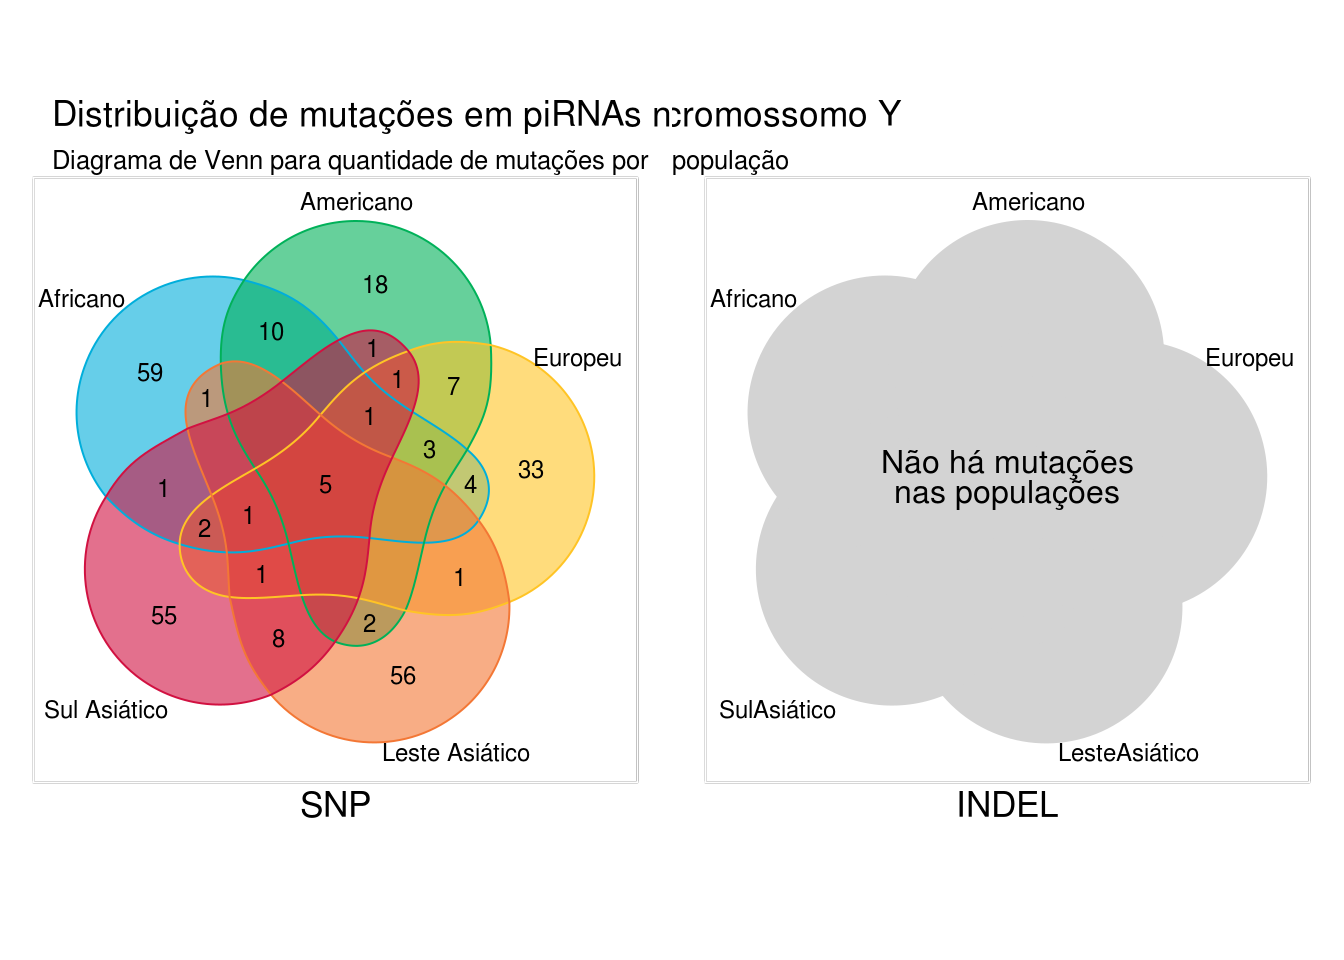 Distribuição de mutações em piRNAs n romossomo Y
Diagrama de Venn para quantidade de mutações por população
Americano
Africano
Europeu
18
10
59
1
1
7
1
1
3
33
4
5
1
1
2
1
1
55
2
8
56
Sul Asiático
Leste Asiático
SNP
Americano
Africano
Europeu
Não há mutações
nas populações
SulAsiático
LesteAsiático
INDEL